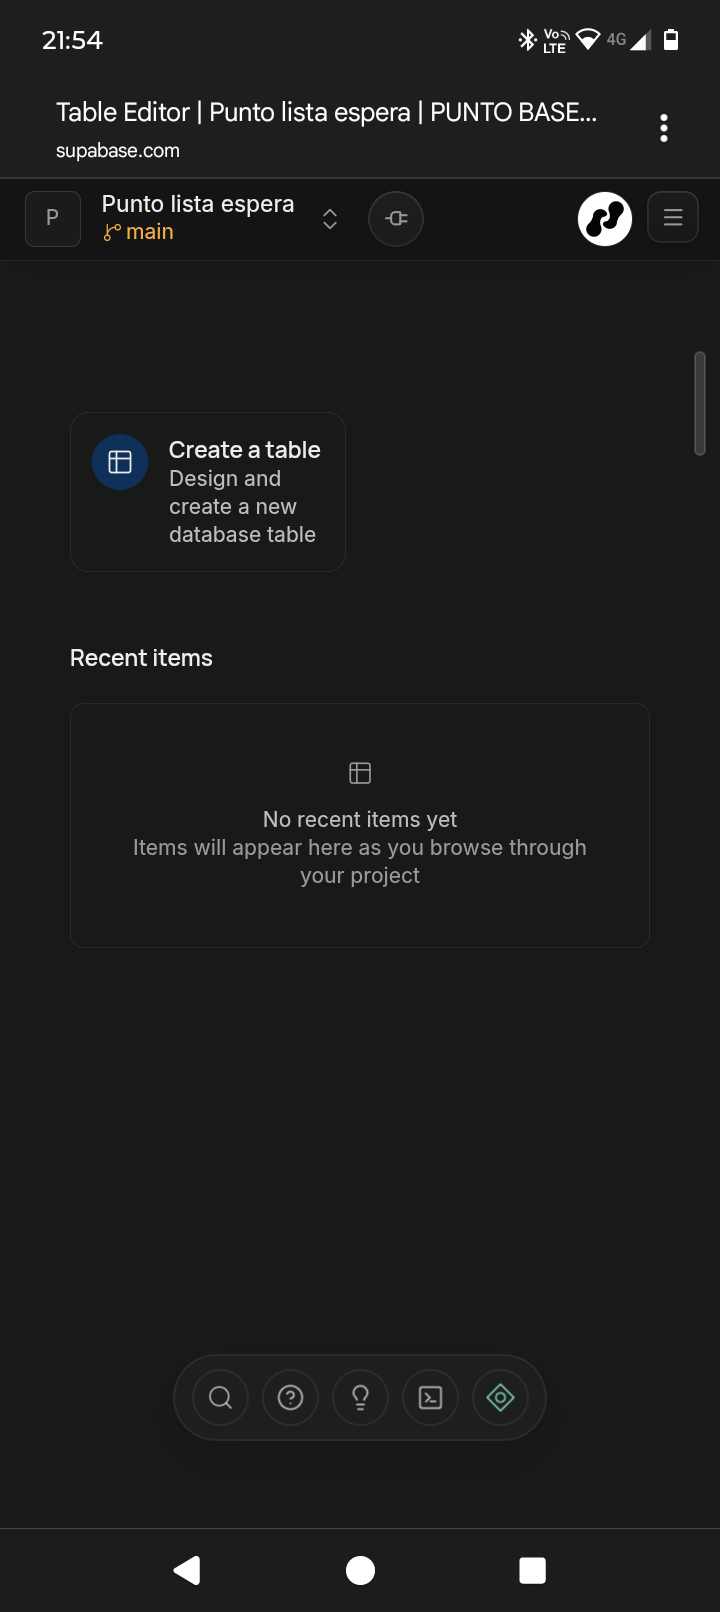 21:54
Vo
LTE
4G
Table Editor | Punto lista espera | PUNTO BASE...
supabase.com
P
Punto lista espera
main
Create a table
Design and
create a new
database table
Recent items
No recent items yet
Items will appear here as you browse through
your project